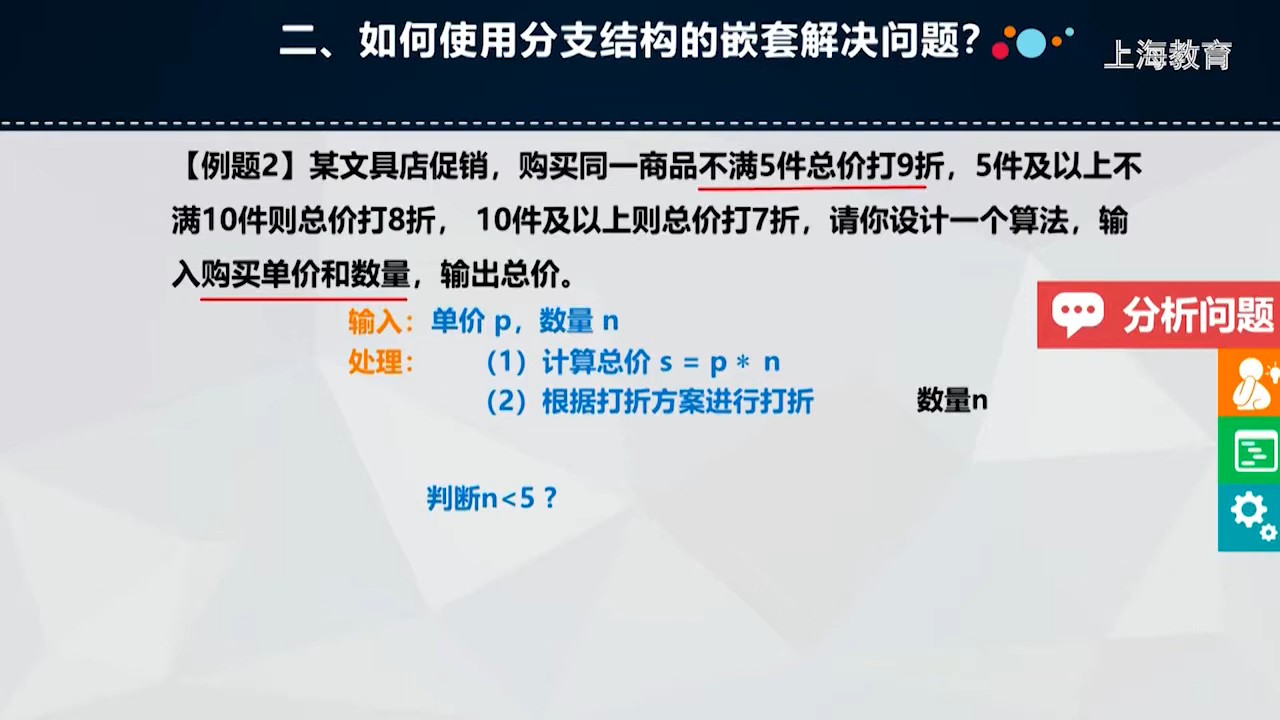 二、如何使用分支结构的嵌套解决问题?
上海教育
【例题2】某文具店促销，购买同一商品不满5件总价打9折，5件及以上不
满10件则总价打8折， 10件及以上则总价打7折，请你设计一个算法，输
入购买单价和数量，输出总价。
输入：单价 p，数量 n
处理： （1）计算总价 s = p * n
（2）根据打折方案进行打折
数量n
判断n<5？
分析问题